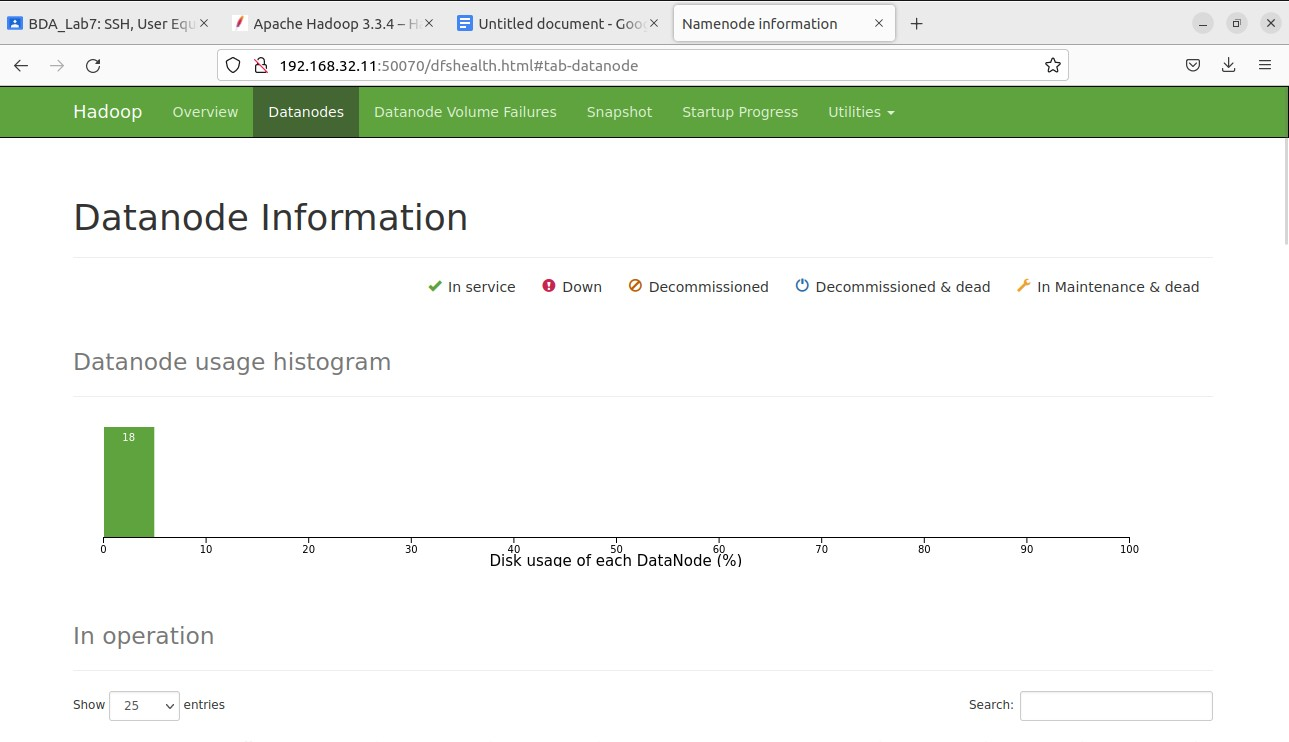 BDA_Lab7: SSH, User Equ
Apache Hadoop 3.3.4 – H
Untitled document - Goo
Namenode information
192.168.32.11:50070/dfshealth.html#tab-datanode
Hadoop Overview Datanodes Datanode Volume Failures Snapshot Startup Progress Utilities
Datanode Information
In service Down Decommissioned Decommissioned & dead In Maintenance & dead
Datanode usage histogram
18
0 10 20 30 40 50 60 70 80 90 100
Disk usage of each DataNode (%)
In operation
Show 25 entries Search: